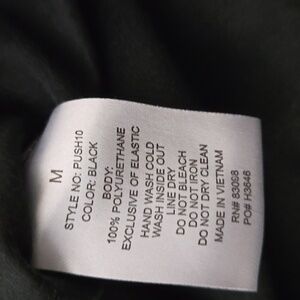 M
STYLE NO: PUSH10
COLOR: BLACK
BODY:
100% POLYURETHANE
EXCLUSIVE OF ELASTIC
HAND WASH COLD
WASH INSIDE OUT
LINE DRY
DO NOT BLEACH
DO NOT IRON
DO NOT DRY CLEAN
MADE IN VIETNAM
RN# 83098
PO# H3646